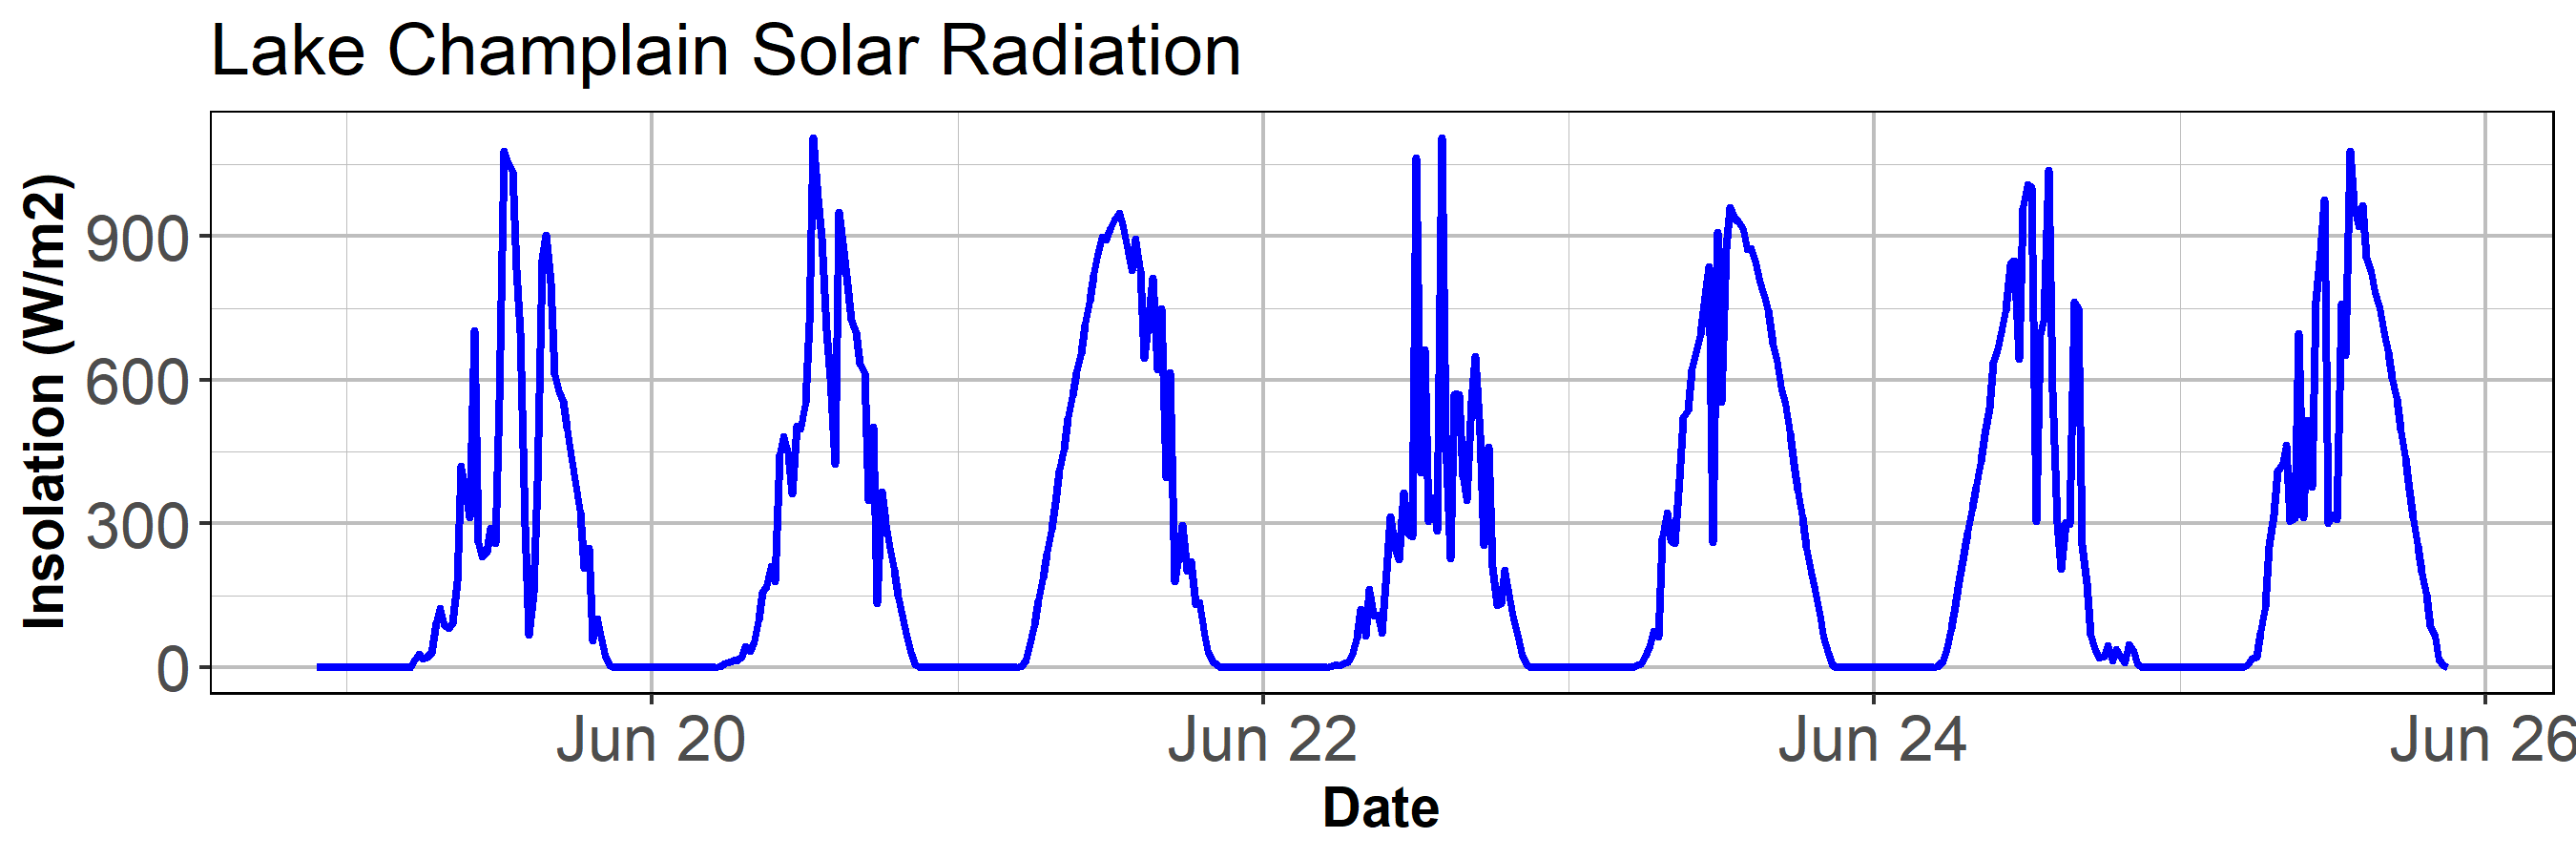 Lake Champlain Solar Radiation
Insolation (W/m2)
900
600
300
0
Jun 20 Jun 22 Jun 24 Jun 26
Date